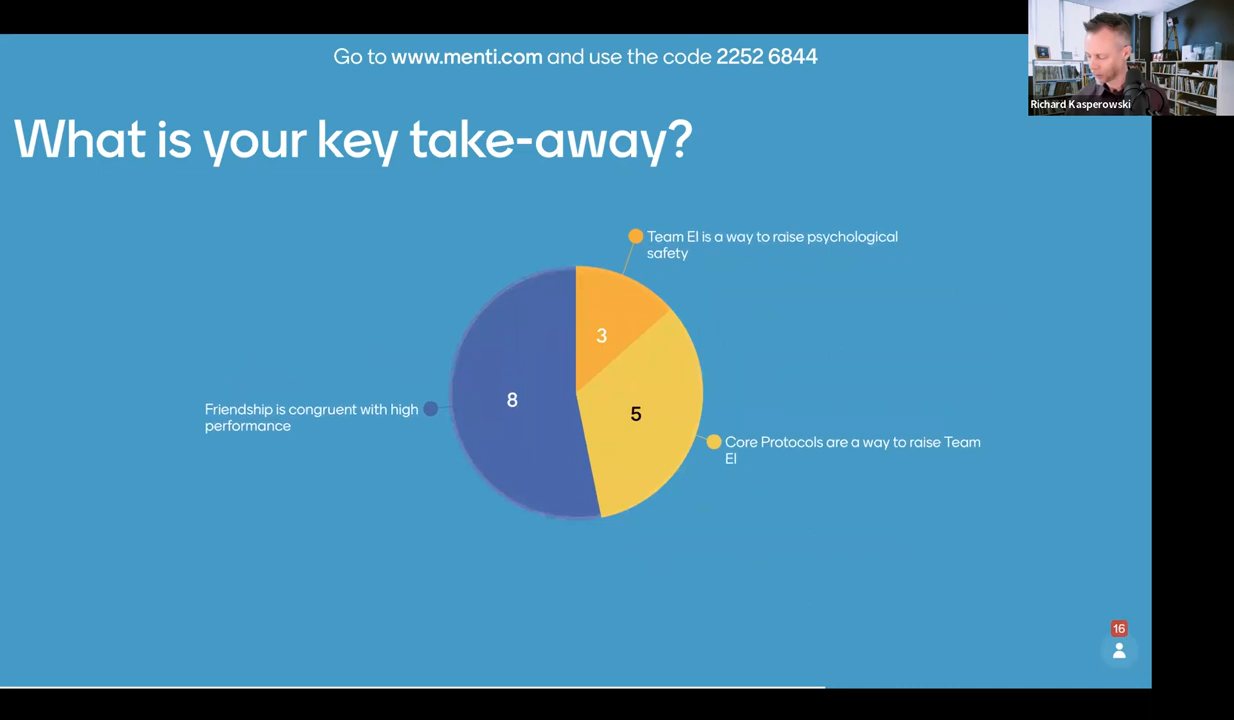 Go to www.menti.com and use the code 2252 6844
Richard Kasperowski
What is your key take-away?
Team EI is a way to raise psychological
safety
3
8
5
Friendship is congruent with high
performance
Core Protocols are a way to raise Team
EI
16